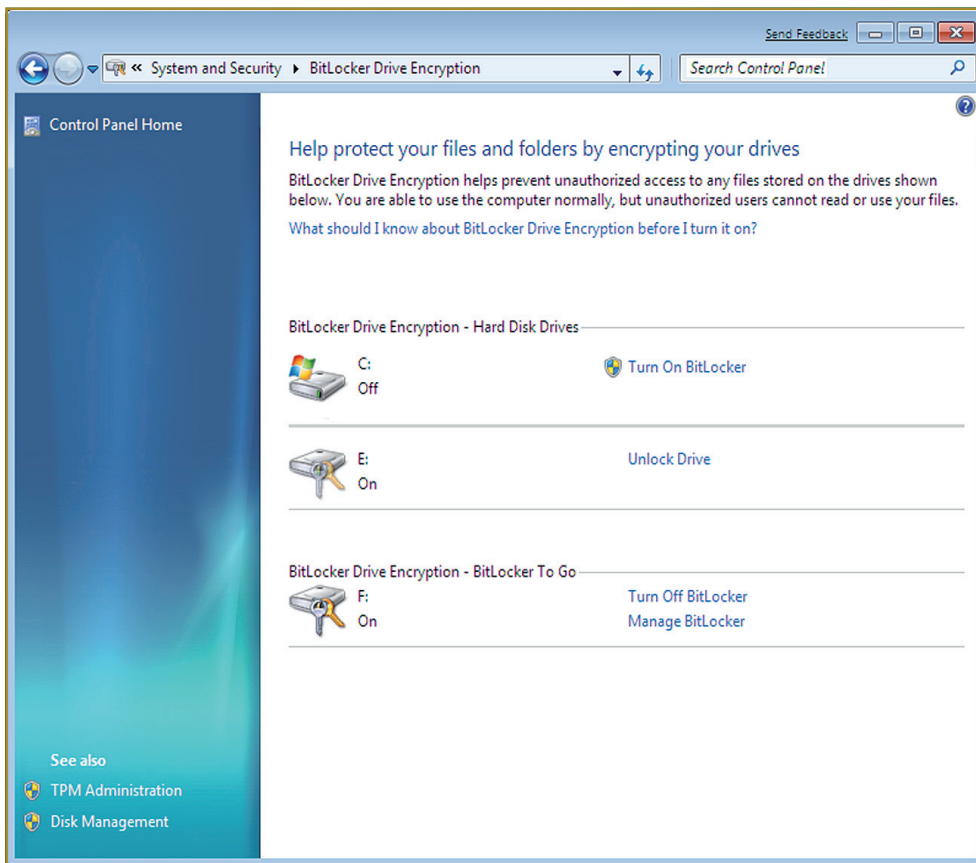 Send Feedback
« System and Security ▸ BitLocker Drive Encryption
Search Control Panel
Control Panel Home
Help protect your files and folders by encrypting your drives
BitLocker Drive Encryption helps prevent unauthorized access to any files stored on the drives shown
below. You are able to use the computer normally, but unauthorized users cannot read or use your files.
What should I know about BitLocker Drive Encryption before I turn it on?
BitLocker Drive Encryption - Hard Disk Drives
C:
Turn On BitLocker
Off
E:
Unlock Drive
On
BitLocker Drive Encryption - BitLocker To Go
F:
Turn Off BitLocker
On
Manage BitLocker
See also
TPM Administration
Disk Management